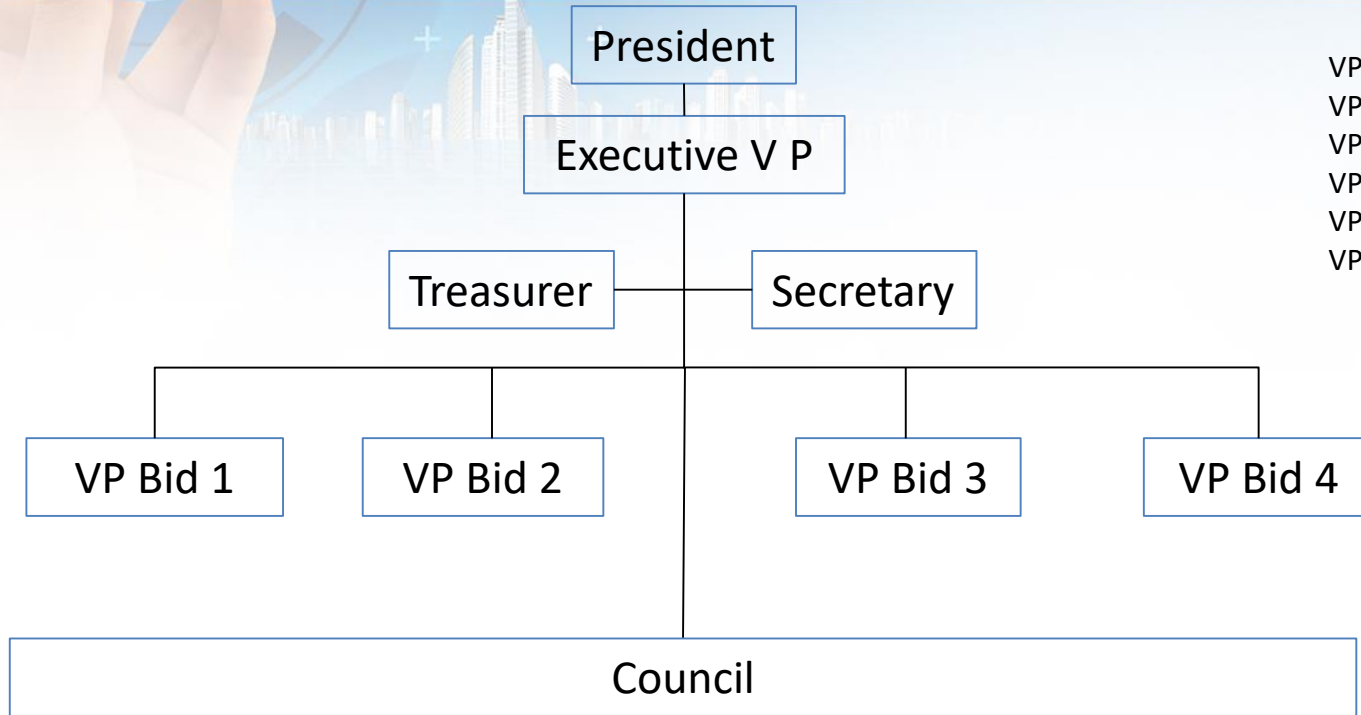 President
Executive V P
Treasurer
Secretary
VP Bid 1
VP Bid 2
VP Bid 3
VP Bid 4
Council
VP
VP
VP
VP
VP
VP